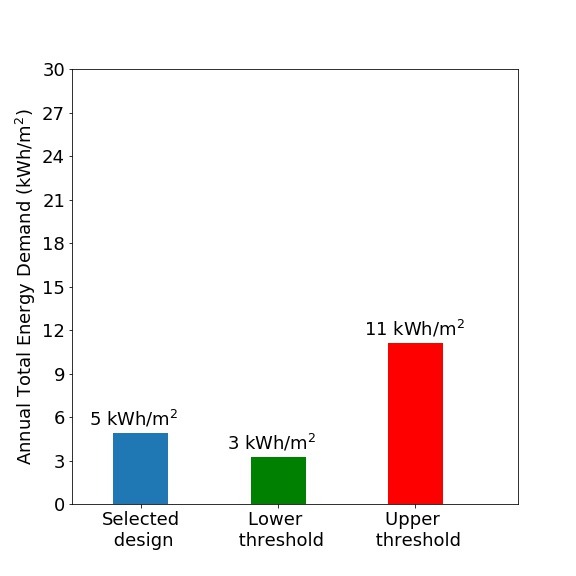 30
27
24
21
18
15
12
9
6
3
0
Annual Total Energy Demand (kWh/m²)
5 kWh/m²
3 kWh/m²
11 kWh/m²
Selected
design
Lower
threshold
Upper
threshold